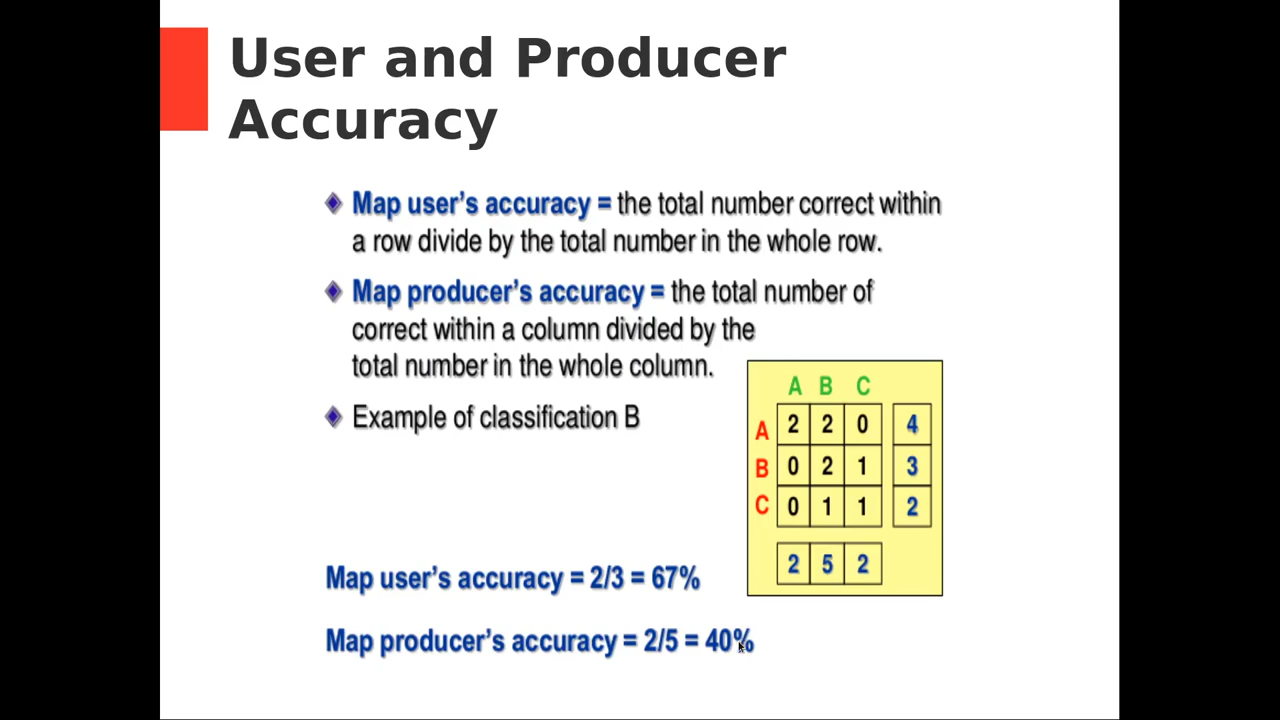 User and Producer
Accuracy
Map user's accuracy = the total number correct within
a row divide by the total number in the whole row.
Map producer's accuracy = the total number of
correct within a column divided by the
total number in the whole column.
Example of classification B
A B C
A 2 2 0 4
B 0 2 1 3
C 0 1 1 2
2 5 2
Map user's accuracy = 2/3 = 67%
Map producer's accuracy = 2/5 = 40%